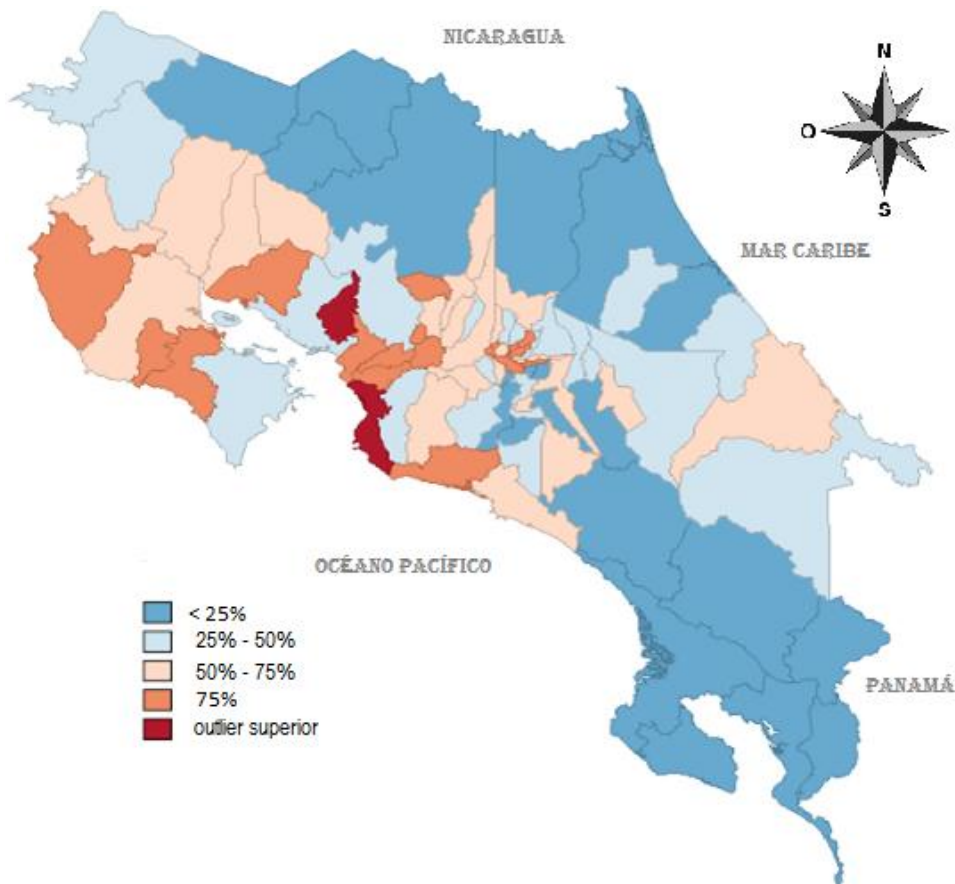 NICARAGUA
N
O
S
MAR CARIBE
OCÉANO PACÍFICO
< 25%
25% - 50%
50% - 75%
75%
outlier superior
PANAMÁ